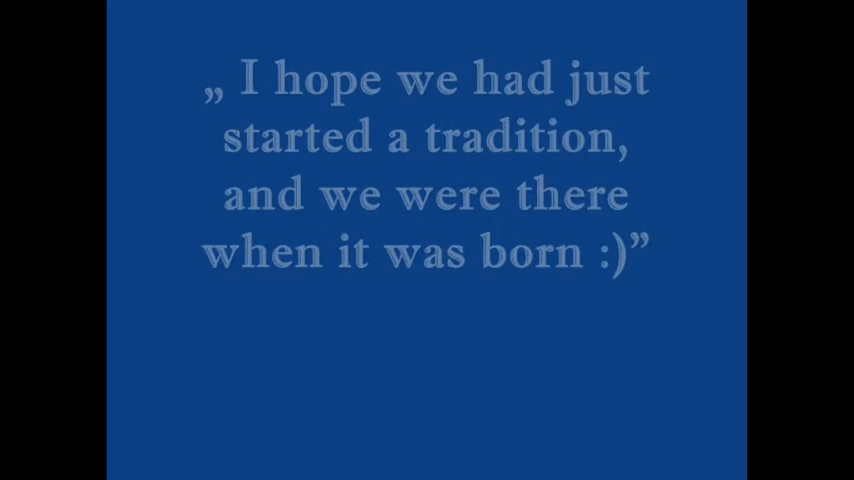 „ I hope we had just
started a tradition,
and we were there
when it was born :)”